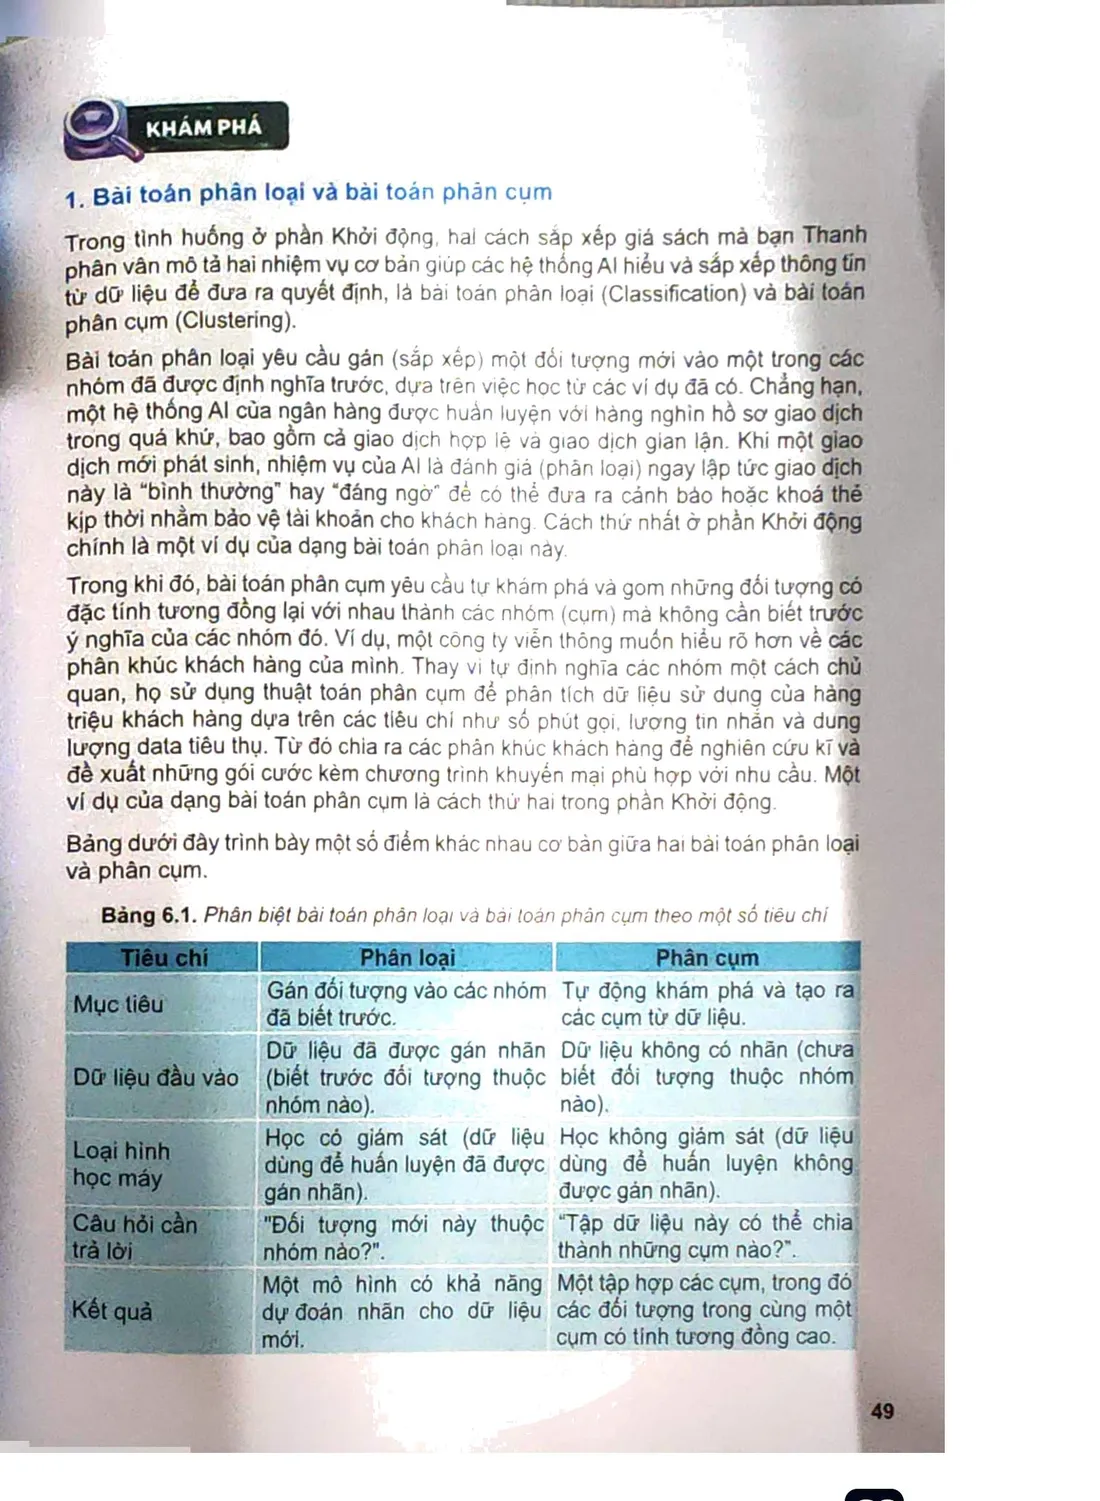 KHÁM PHÁ
1. Bài toán phân loại và bài toán phân cụm
Trong tình huống ở phần Khởi động, hai cách sắp xếp giá sách mà bạn Thanh
phân vân mô tả hai nhiệm vụ cơ bản giúp các hệ thống AI hiểu và sắp xếp thông tin
từ dữ liệu để đưa ra quyết định, là bài toán phân loại (Classification) và bài toán
phân cụm (Clustering).
Bài toán phân loại yêu cầu gán (sắp xếp) một đối tượng mới vào một trong các
nhóm đã được định nghĩa trước, dựa trên việc học từ các ví dụ đã có. Chẳng hạn,
một hệ thống AI của ngân hàng được huấn luyện với hàng nghìn hồ sơ giao dịch
trong quá khứ, bao gồm cả giao dịch hợp lệ và giao dịch gian lận. Khi một giao
dịch mới phát sinh, nhiệm vụ của AI là đánh giá (phân loại) ngay lập tức giao dịch
này là “bình thường” hay “đáng ngờ” để có thể đưa ra cảnh báo hoặc khoá thẻ
kịp thời nhằm bảo vệ tài khoản cho khách hàng. Cách thứ nhất ở phần Khởi động
chính là một ví dụ của dạng bài toán phân loại này.
Trong khi đó, bài toán phân cụm yêu cầu tự khám phá và gom những đối tượng có
đặc tính tương đồng lại với nhau thành các nhóm (cụm) mà không cần biết trước
ý nghĩa của các nhóm đó. Ví dụ, một công ty viễn thông muốn hiểu rõ hơn về các
phân khúc khách hàng của mình. Thay vì tự định nghĩa các nhóm một cách chủ
quan, họ sử dụng thuật toán phân cụm để phân tích dữ liệu sử dụng của hàng
triệu khách hàng dựa trên các tiêu chí như số phút gọi, lượng tin nhắn và dung
lượng data tiêu thụ. Từ đó chia ra các phân khúc khách hàng để nghiên cứu kĩ và
đề xuất những gói cước kèm chương trình khuyến mại phù hợp với nhu cầu. Một
ví dụ của dạng bài toán phân cụm là cách thứ hai trong phần Khởi động.
Bảng dưới đây trình bày một số điểm khác nhau cơ bản giữa hai bài toán phân loại
và phân cụm.
Bảng 6.1. Phân biệt bài toán phân loại và bài toán phân cụm theo một số tiêu chí
Tiêu chí Phân loại Phân cụm
Mục tiêu
Gán đối tượng vào các nhóm
đã biết trước.
Tự động khám phá và tạo ra
các cụm từ dữ liệu.
Dữ liệu đầu vào
Dữ liệu đã được gán nhãn
(biết trước đối tượng thuộc
nhóm nào).
Dữ liệu không có nhãn (chưa
biết đối tượng thuộc nhóm
nào).
Loại hình
học máy
Học có giám sát (dữ liệu
dùng để huấn luyện đã được
gán nhãn).
Học không giám sát (dữ liệu
dùng để huấn luyện không
được gán nhãn).
Câu hỏi cần
trả lời
"Đối tượng mới này thuộc
nhóm nào?".
“Tập dữ liệu này có thể chia
thành những cụm nào?”.
Kết quả
Một mô hình có khả năng
dự đoán nhãn cho dữ liệu
mới.
Một tập hợp các cụm, trong đó
các đối tượng trong cùng một
cụm có tính tương đồng cao.
49